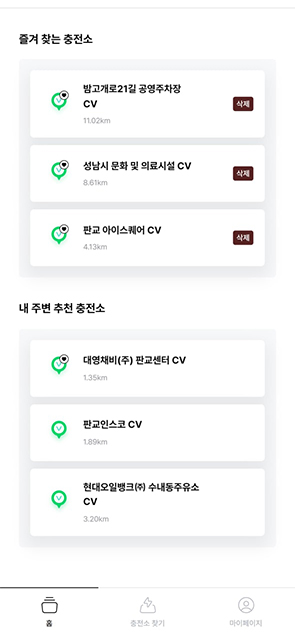 즐겨 찾는 충전소
밤고개로21길 공영주차장
CV
11.02km
삭제
성남시 문화 및 의료시설 CV
8.61km
삭제
판교 아이스퀘어 CV
4.13km
삭제
내 주변 추천 충전소
대영채비(주) 판교센터 CV
1.35km
판교인스코 CV
1.89km
현대오일뱅크㈜ 수내동주유소
CV
3.20km
홈
충전소 찾기
마이페이지